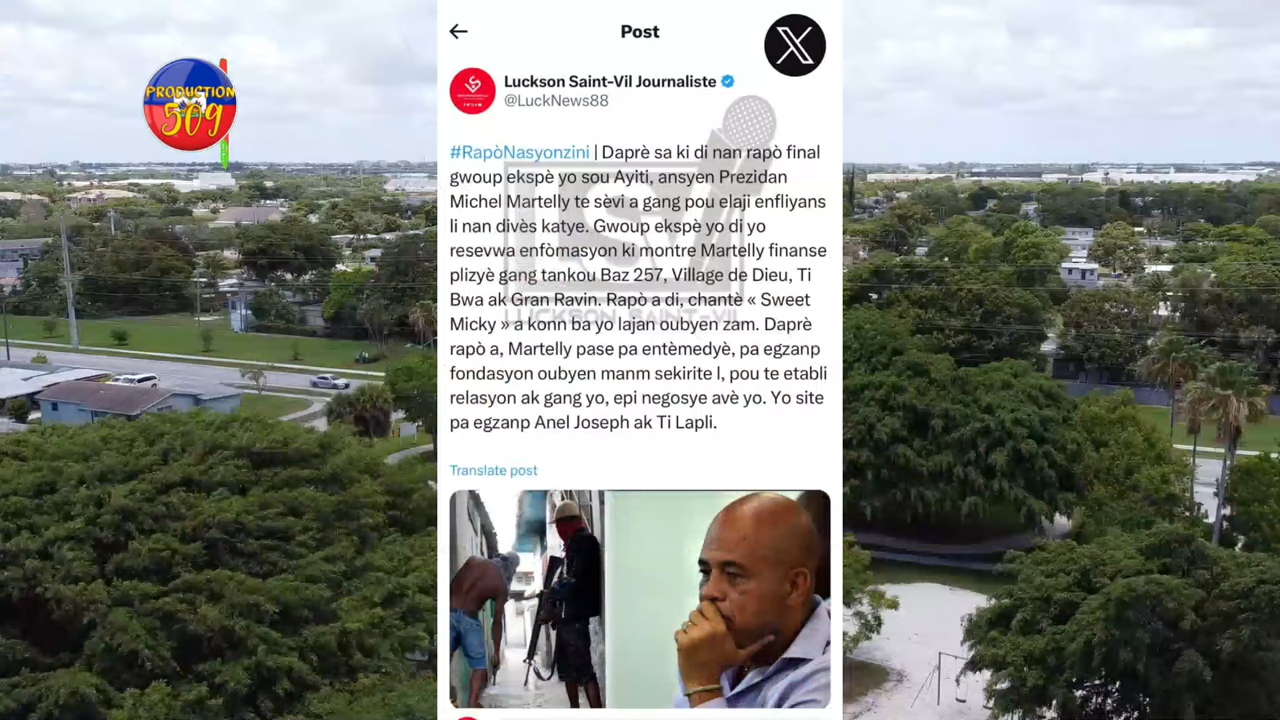 Post
PRODUCTION
509
Luckson Saint-Vil Journaliste
@LuckNews88
#RapòNasyonzini | Daprè sa ki di nan rapò final
gwoup ekspè yo sou Ayiti, ansyen Prezidan
Michel Martelly te sèvi a gang pou elaji enfliyans
li nan divès katye. Gwoup ekspè yo di yo
resevwa enfòmasyon ki montre Martelly finanse
plizyè gang tankou Baz 257, Village de Dieu, Ti
Bwa ak Gran Ravin. Rapò a di, chantè « Sweet
Micky » a konn ba yo lajan oubyen zam. Daprè
rapò a, Martelly pase pa entèmedyè, pa egzanp
fondasyon oubyen manm sekirite l, pou te etabli
relasyon ak gang yo, epi negosye avè yo. Yo site
pa egzanp Anel Joseph ak Ti Lapli.
LSV
LUCKSON SAINT-VIL
Translate post